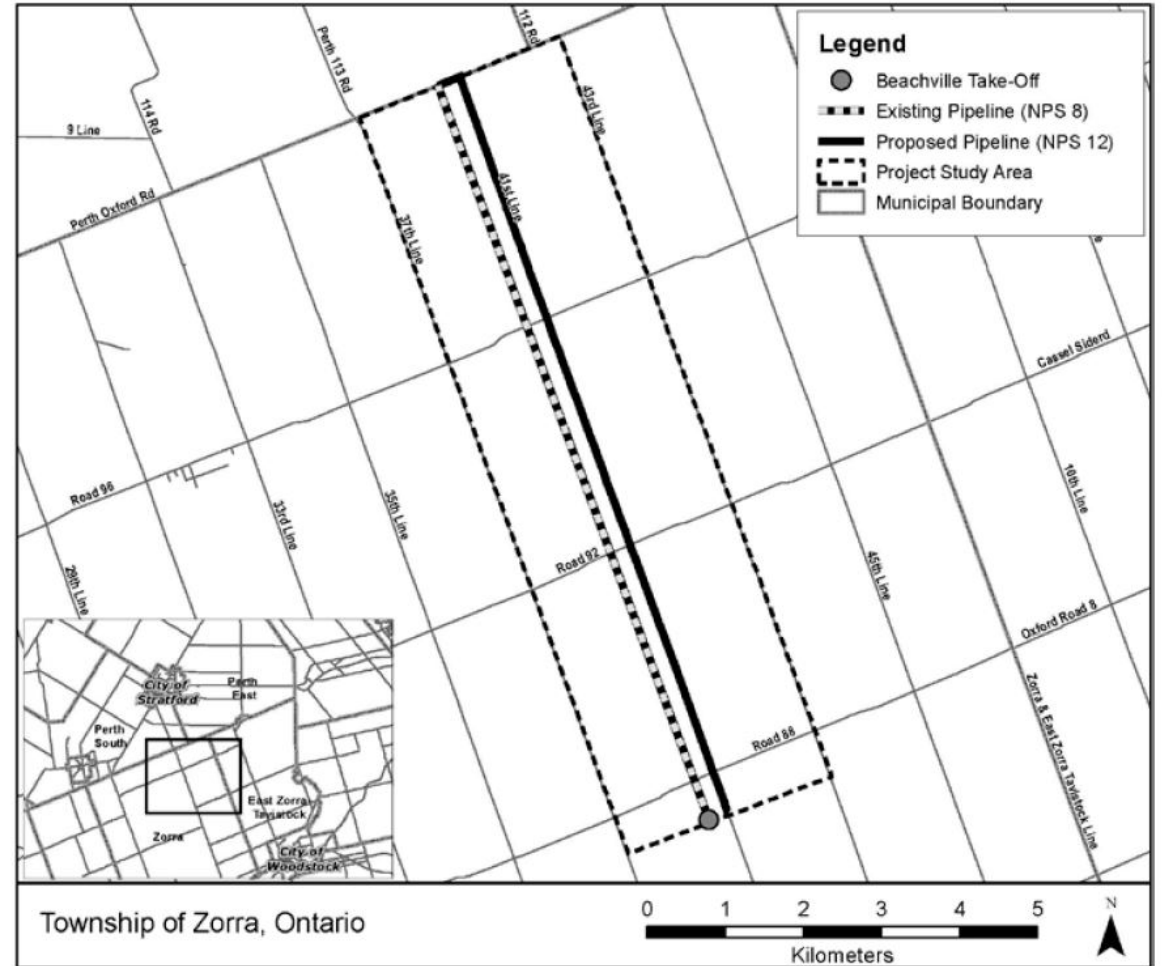 112 Rd
Perth 113 Rd
114 Rd
9 Line
Perth Oxford Rd
43rd Line
41st Line
37th Line
Legend
Beachville Take-Off
Existing Pipeline (NPS 8)
Proposed Pipeline (NPS 12)
Project Study Area
Municipal Boundary
Cassel Siderd
Road 96
33rd Line
35th Line
29th Line
Road 92
45th Line
16th Line
Oxford Road 8
Road 88
Zorra & East Zorra Tavistock Line
City of
Stratford
Perth
East
Perth
South
East Zorra
Tavistock
Zorra
City of
Woodstock
Township of Zorra, Ontario
0 1 2 3 4 5
Kilometers
N